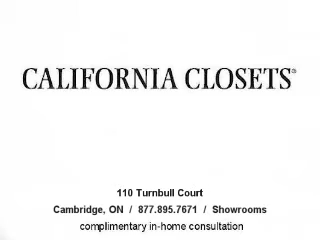 CALIFORNIA CLOSETS®
110 Turnbull Court
Cambridge, ON / 877.895.7671 / Showrooms
complimentary in-home consultation